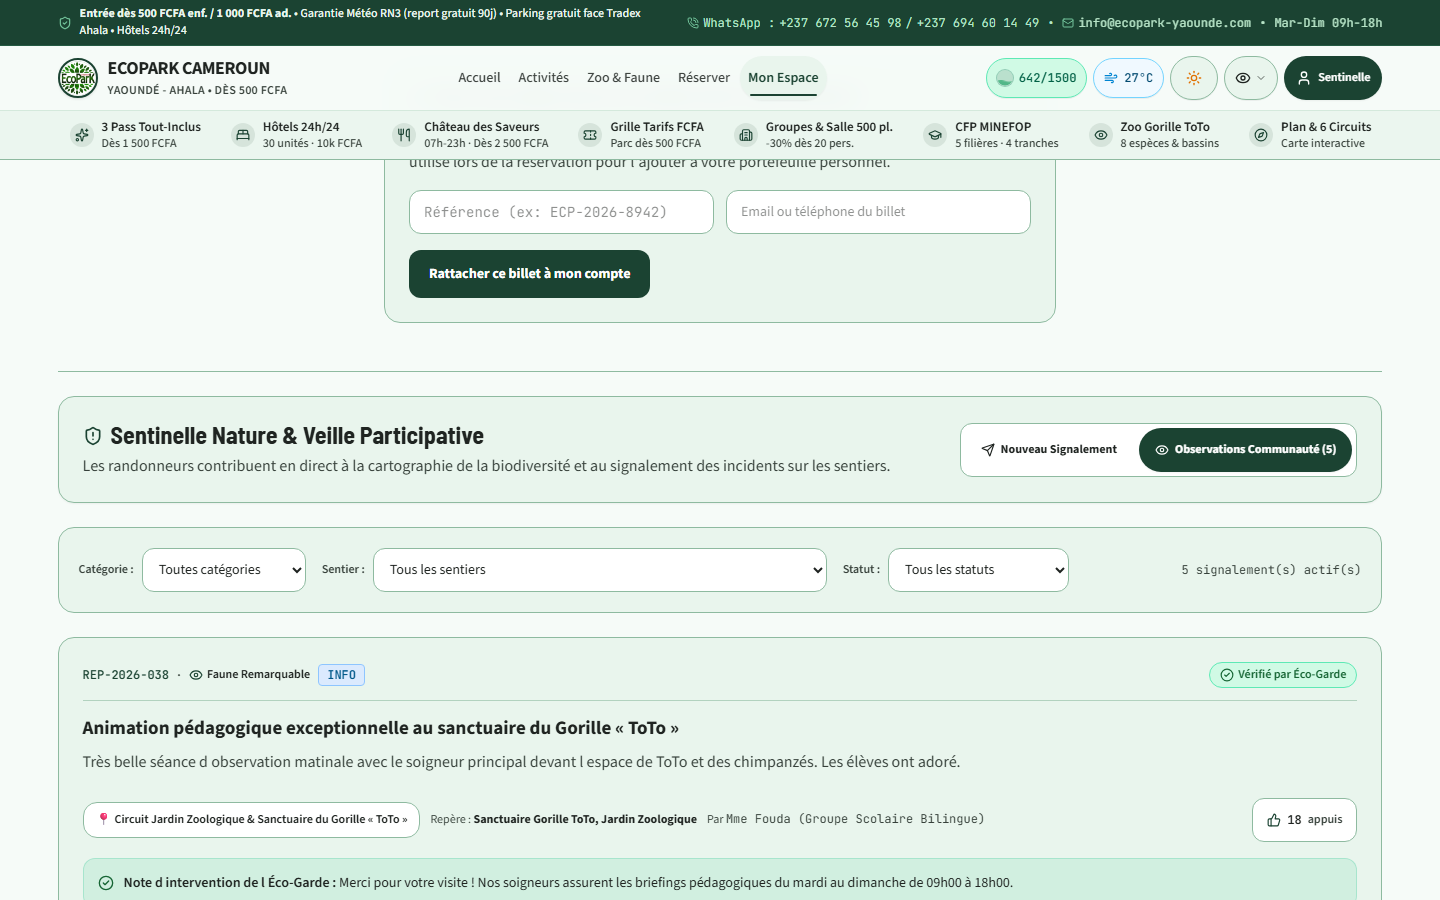 Entrée dès 500 FCFA enf. / 1 000 FCFA ad. • Garantie Météo RN3 (report gratuit 90j) • Parking gratuit face Tradex
Ahala • Hôtels 24h/24
WhatsApp : +237 672 56 45 98 / +237 694 60 14 49 • info@ecopark-yaounde.com • Mar-Dim 09h-18h
EcoParK
ECOPARK CAMEROUN
YAOUNDÉ - AHALA • DÈS 500 FCFA
Accueil Activités Zoo & Faune Réserver Mon Espace
642/1500 27°C Sentinelle
3 Pass Tout-Inclus
Dès 1 500 FCFA
Hôtels 24h/24
30 unités · 10k FCFA
Château des Saveurs
07h-23h · Dès 2 500 FCFA
Grille Tarifs FCFA
Parc dès 500 FCFA
Groupes & Salle 500 pl.
-30% dès 20 pers.
CFP MINEFOP
5 filières · 4 tranches
Zoo Gorille ToTo
8 espèces & bassins
Plan & 6 Circuits
Carte interactive
utilisé lors de la réservation pour l'ajouter à votre portefeuille personnel.
Référence (ex: ECP-2026-8942) Email ou téléphone du billet
Rattacher ce billet à mon compte
Sentinelle Nature & Veille Participative
Les randonneurs contribuent en direct à la cartographie de la biodiversité et au signalement des incidents sur les sentiers.
Nouveau Signalement Observations Communauté (5)
Catégorie : Toutes catégories Sentier : Tous les sentiers Statut : Tous les statuts 5 signalement(s) actif(s)
REP-2026-038 · Faune Remarquable INFO Vérifié par Éco-Garde
Animation pédagogique exceptionnelle au sanctuaire du Gorille « ToTo »
Très belle séance d observation matinale avec le soigneur principal devant l espace de ToTo et des chimpanzés. Les élèves ont adoré.
Circuit Jardin Zoologique & Sanctuaire du Gorille « ToTo » Repère : Sanctuaire Gorille ToTo, Jardin Zoologique Par Mme Fouda (Groupe Scolaire Bilingue) 18 appuis
Note d intervention de l Éco-Garde : Merci pour votre visite ! Nos soigneurs assurent les briefings pédagogiques du mardi au dimanche de 09h00 à 18h00.